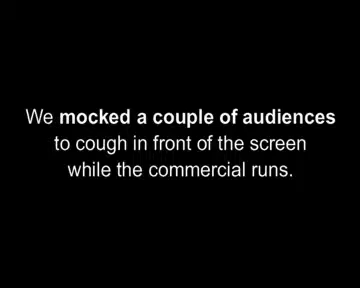 We mocked a couple of audiences
to cough in front of the screen
while the commercial runs.